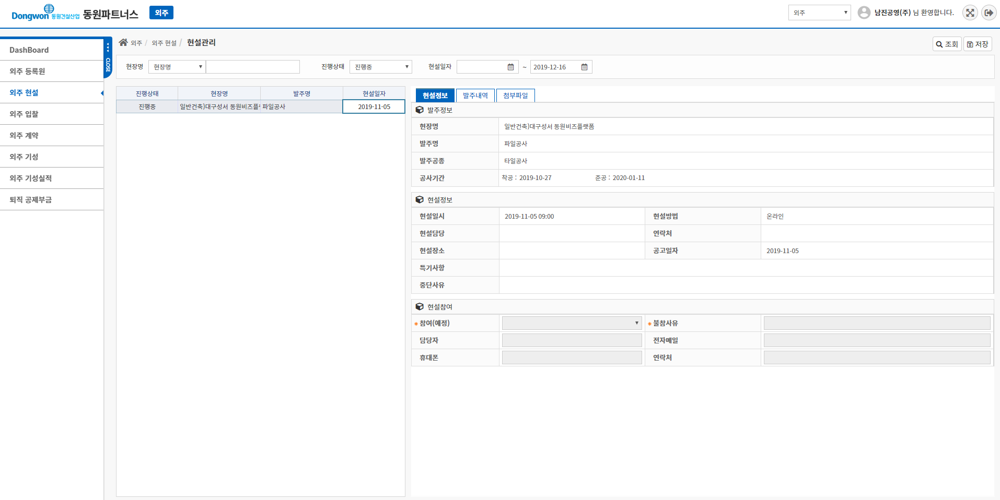 Dongwon 동원건설산업 동원파트너스 외주
외주 남진공영(주) 님 환영합니다.
CLOSE
DashBoard
외주 등록원
외주 현설
외주 입찰
외주 계약
외주 기성
외주 기성실적
퇴직 공제부금
외주 / 외주 현설 / 현설관리
조회 저장
현장명 현장명 진행상태 진행중 현설일자 ~ 2019-12-16
진행상태 현장명 발주명 현설일자
진행중 일반건축)대구성서 동원비즈플 파일공사 2019-11-05
현설정보 발주내역 첨부파일
발주정보
현장명 일반건축)대구성서 동원비즈플랫폼
발주명 파일공사
발주공종 타일공사
공사기간 착공 : 2019-10-27 준공 : 2020-01-11
현설정보
현설일시 2019-11-05 09:00 현설방법 온라인
현설담당 연락처
현설장소 공고일자 2019-11-05
특기사항
중단사유
현설참여
참여(예정) 불참사유
담당자 전자메일
휴대폰 연락처